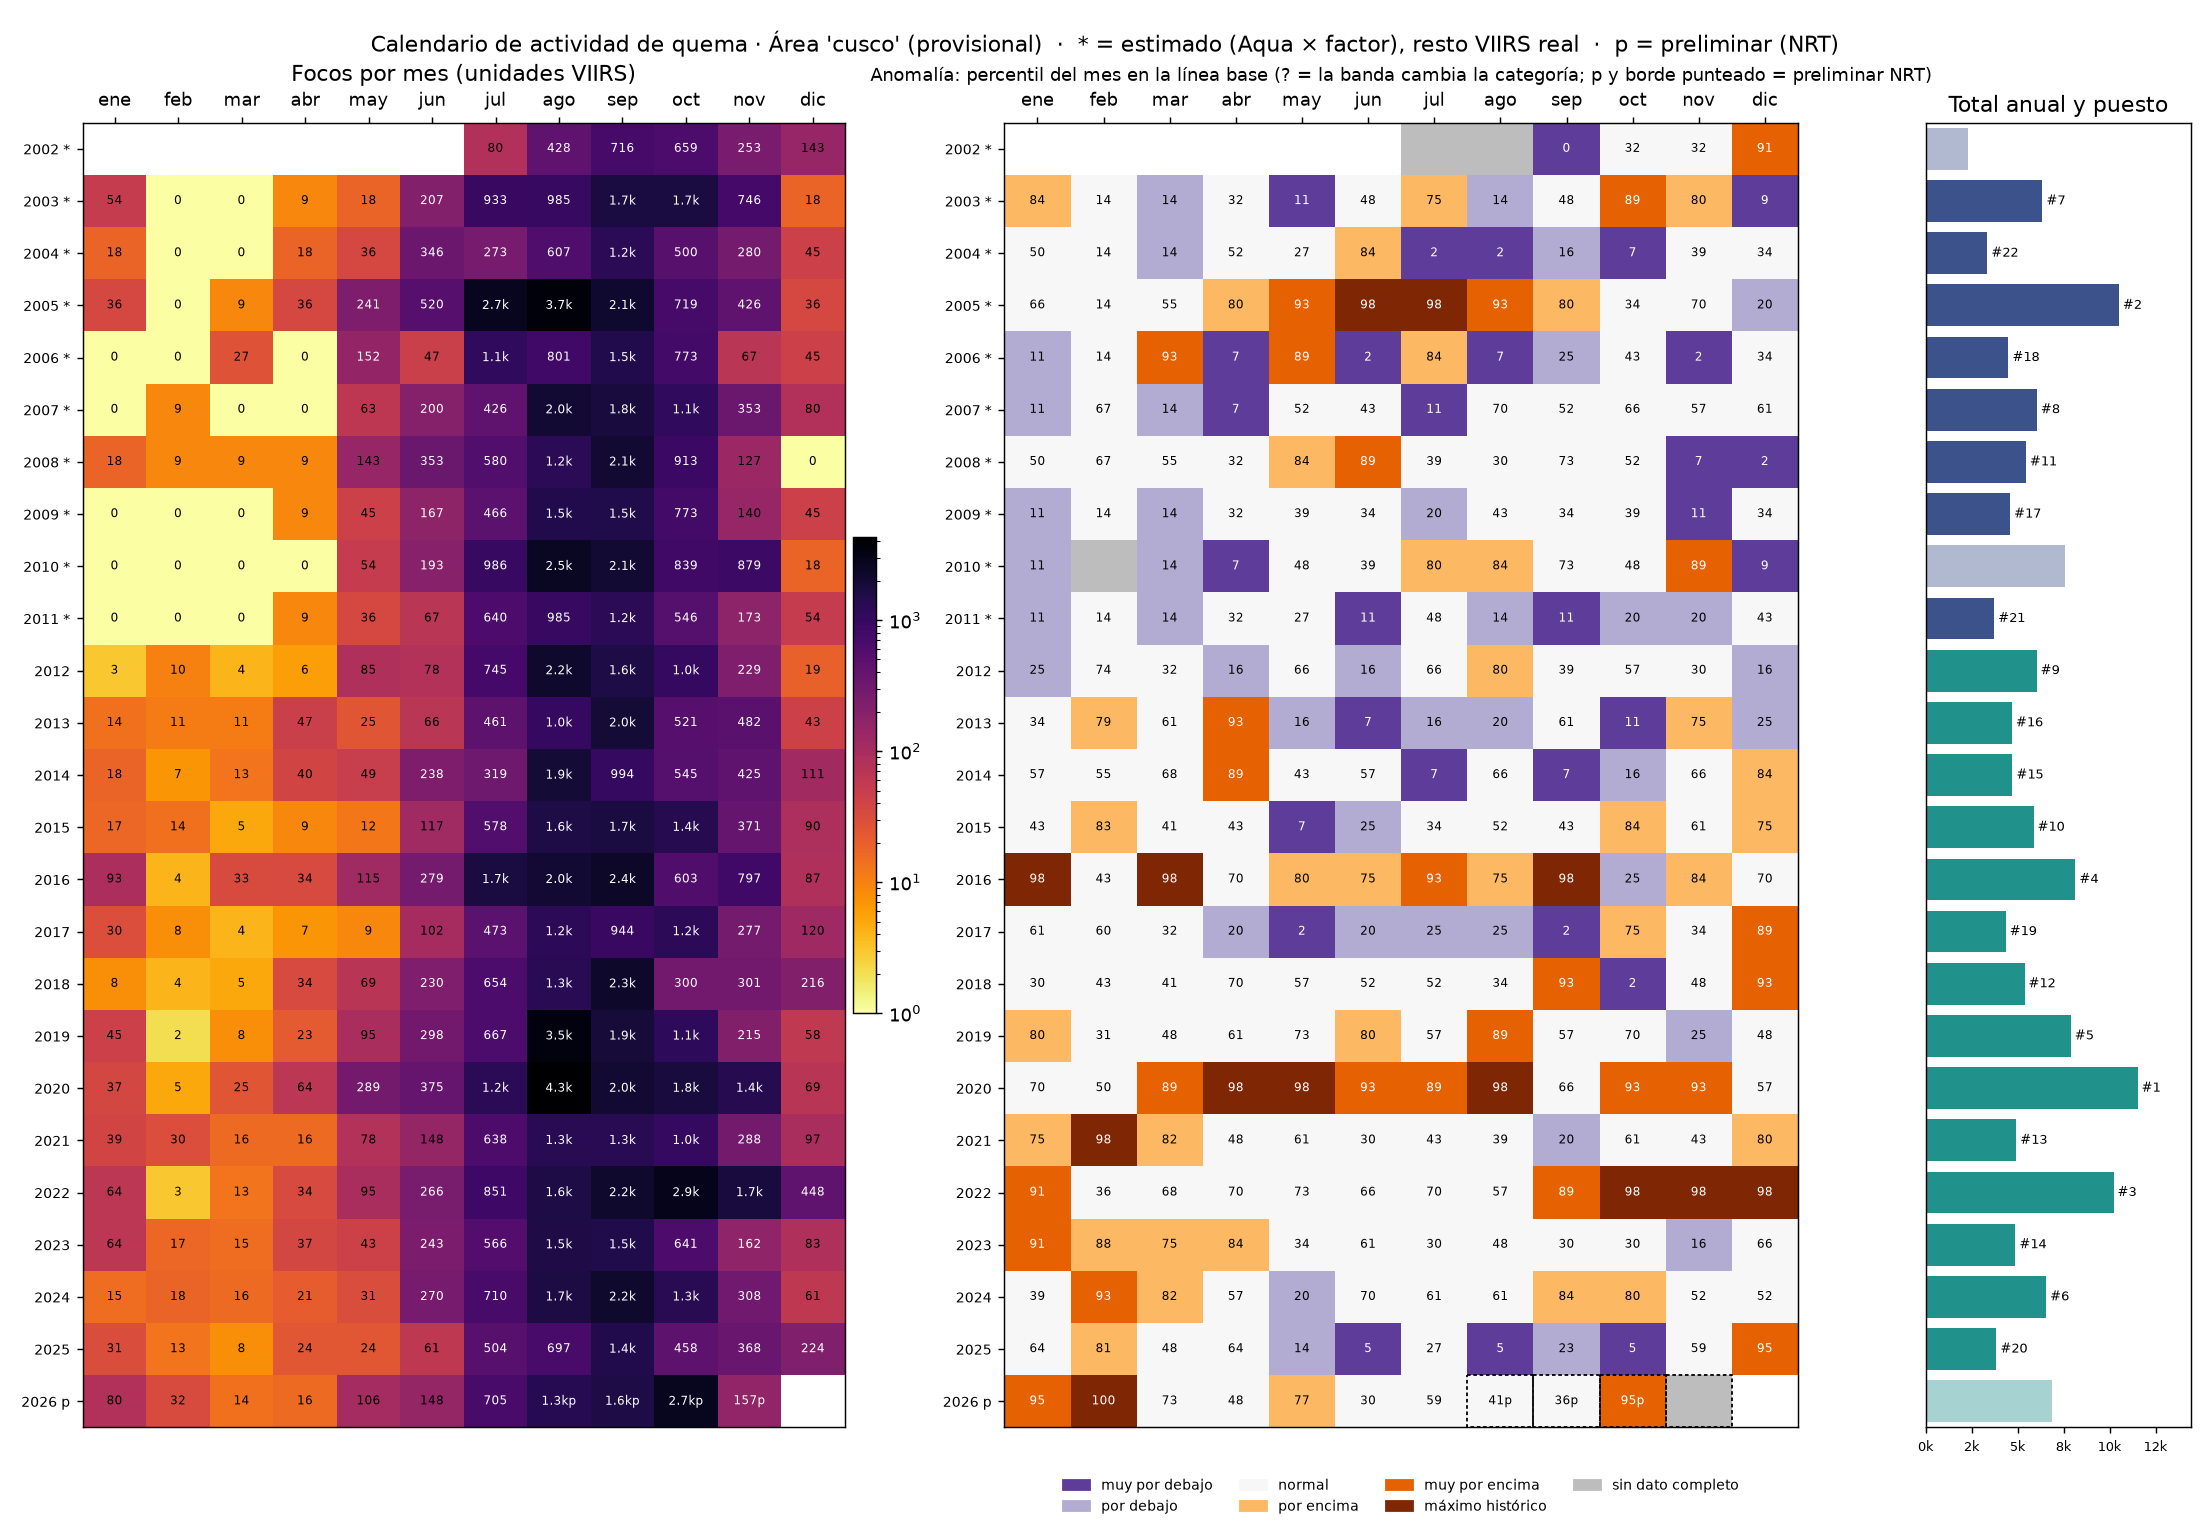 Calendario de actividad de quema · Área 'cusco' (provisional)  ·  * = estimado (Aqua × factor), resto VIIRS real  ·  p = preliminar (NRT)
Focos por mes (unidades VIIRS)
ene feb mar abr may jun jul ago sep oct nov dic
2002 * 80 428 716 659 253 143
2003 * 54 0 0 9 18 207 933 985 1.7k 1.7k 746 18
2004 * 18 0 0 18 36 346 273 607 1.2k 500 280 45
2005 * 36 0 9 36 241 520 2.7k 3.7k 2.1k 719 426 36
2006 * 0 0 27 0 152 47 1.1k 801 1.5k 773 67 45
2007 * 0 9 0 0 63 200 426 2.0k 1.8k 1.1k 353 80
2008 * 18 9 9 9 143 353 580 1.2k 2.1k 913 127 0
2009 * 0 0 0 9 45 167 466 1.5k 1.5k 773 140 45
2010 * 0 0 0 0 54 193 986 2.5k 2.1k 839 879 18
2011 * 0 0 0 9 36 67 640 985 1.2k 546 173 54
2012 3 10 4 6 85 78 745 2.2k 1.6k 1.0k 229 19
2013 14 11 11 47 25 66 461 1.0k 2.0k 521 482 43
2014 18 7 13 40 49 238 319 1.9k 994 545 425 111
2015 17 14 5 9 12 117 578 1.6k 1.7k 1.4k 371 90
2016 93 4 33 34 115 279 1.7k 2.0k 2.4k 603 797 87
2017 30 8 4 7 9 102 473 1.2k 944 1.2k 277 120
2018 8 4 5 34 69 230 654 1.3k 2.3k 300 301 216
2019 45 2 8 23 95 298 667 3.5k 1.9k 1.1k 215 58
2020 37 5 25 64 289 375 1.2k 4.3k 2.0k 1.8k 1.4k 69
2021 39 30 16 16 78 148 638 1.3k 1.3k 1.0k 288 97
2022 64 3 13 34 95 266 851 1.6k 2.2k 2.9k 1.7k 448
2023 64 17 15 37 43 243 566 1.5k 1.5k 641 162 83
2024 15 18 16 21 31 270 710 1.7k 2.2k 1.3k 308 61
2025 31 13 8 24 24 61 504 697 1.4k 458 368 224
2026 p 80 32 14 16 106 148 705 1.3kp 1.6kp 2.7kp 157p
10³
10²
10¹
10⁰
Anomalía: percentil del mes en la línea base (? = la banda cambia la categoría; p y borde punteado = preliminar NRT)
ene feb mar abr may jun jul ago sep oct nov dic
2002 * 0 32 32 91
2003 * 84 14 14 32 11 48 75 14 48 89 80 9
2004 * 50 14 14 52 27 84 2 2 16 7 39 34
2005 * 66 14 55 80 93 98 98 93 80 34 70 20
2006 * 11 14 93 7 89 2 84 7 25 43 2 34
2007 * 11 67 14 7 52 43 11 70 52 66 57 61
2008 * 50 67 55 32 84 89 39 30 73 52 7 2
2009 * 11 14 14 32 39 34 20 43 34 39 11 34
2010 * 11 14 7 48 39 80 84 73 48 89 9
2011 * 11 14 14 32 27 11 48 14 11 20 20 43
2012 25 74 32 16 66 16 66 80 39 57 30 16
2013 34 79 61 93 16 7 16 20 61 11 75 25
2014 57 55 68 89 43 57 7 66 7 16 66 84
2015 43 83 41 43 7 25 34 52 43 84 61 75
2016 98 43 98 70 80 75 93 75 98 25 84 70
2017 61 60 32 20 2 20 25 25 2 75 34 89
2018 30 43 41 70 57 52 52 34 93 2 48 93
2019 80 31 48 61 73 80 57 89 57 70 25 48
2020 70 50 89 98 98 93 89 98 66 93 93 57
2021 75 98 82 48 61 30 43 39 20 61 43 80
2022 91 36 68 70 73 66 70 57 89 98 98 98
2023 91 88 75 84 34 61 30 48 30 30 16 66
2024 39 93 82 57 20 70 61 61 84 80 52 52
2025 64 81 48 64 14 5 27 5 23 5 59 95
2026 p 95 100 73 48 77 30 59 41p 36p 95p
muy por debajo
por debajo
normal
por encima
muy por encima
máximo histórico
sin dato completo
Total anual y puesto
#7
#22
#2
#18
#8
#11
#17
#21
#9
#16
#15
#10
#4
#19
#12
#5
#1
#13
#3
#14
#6
#20
0k 2k 5k 8k 10k 12k